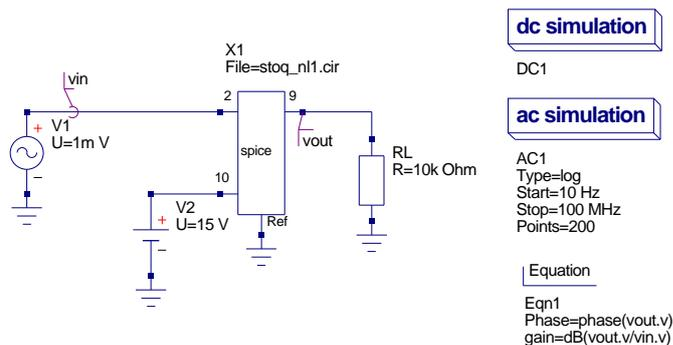 X1
File=stoq_nl1.cir
vin
2
9
+
V1
U=1m V
-
spice
vout
RL
R=10k Ohm
10
V2
+
U=15 V
-
Ref
dc simulation
DC1
ac simulation
AC1
Type=log
Start=10 Hz
Stop=100 MHz
Points=200
Equation
Eqn1
Phase=phase(vout.v)
gain=dB(vout.v/vin.v)